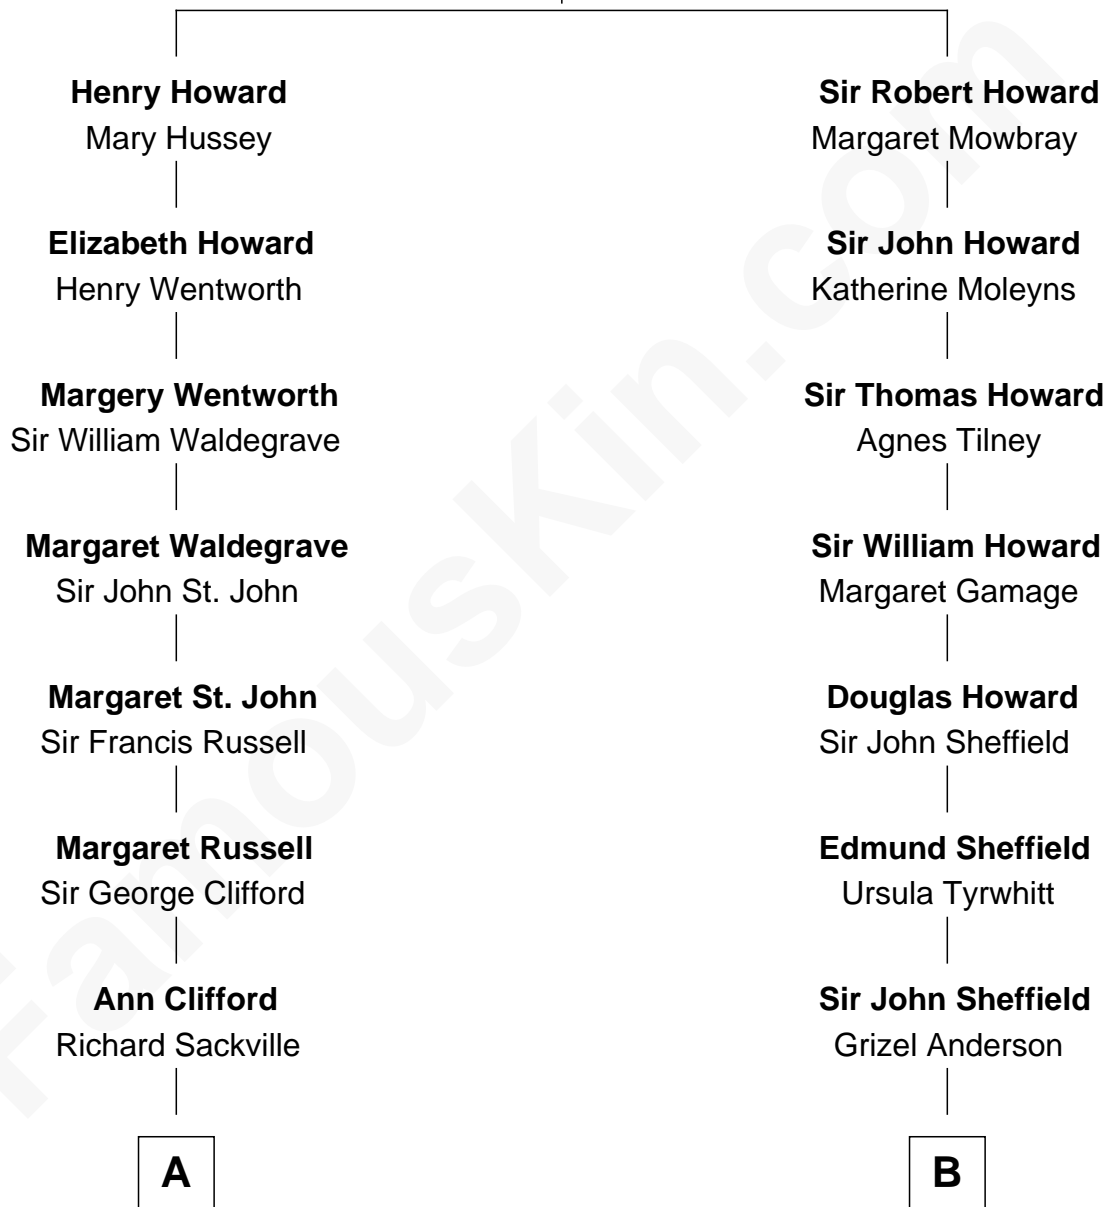 Henry Howard
Mary Hussey
Elizabeth Howard
Henry Wentworth
Margery Wentworth
Sir William Waldegrave
Margaret Waldegrave
Sir John St. John
Margaret St. John
Sir Francis Russell
Margaret Russell
Sir George Clifford
Ann Clifford
Richard Sackville
A
Sir Robert Howard
Margaret Mowbray
Sir John Howard
Katherine Moleyns
Sir Thomas Howard
Agnes Tilney
Sir William Howard
Margaret Gamage
Douglas Howard
Sir John Sheffield
Edmund Sheffield
Ursula Tyrwhitt
Sir John Sheffield
Grizel Anderson
B
FamousKin.com